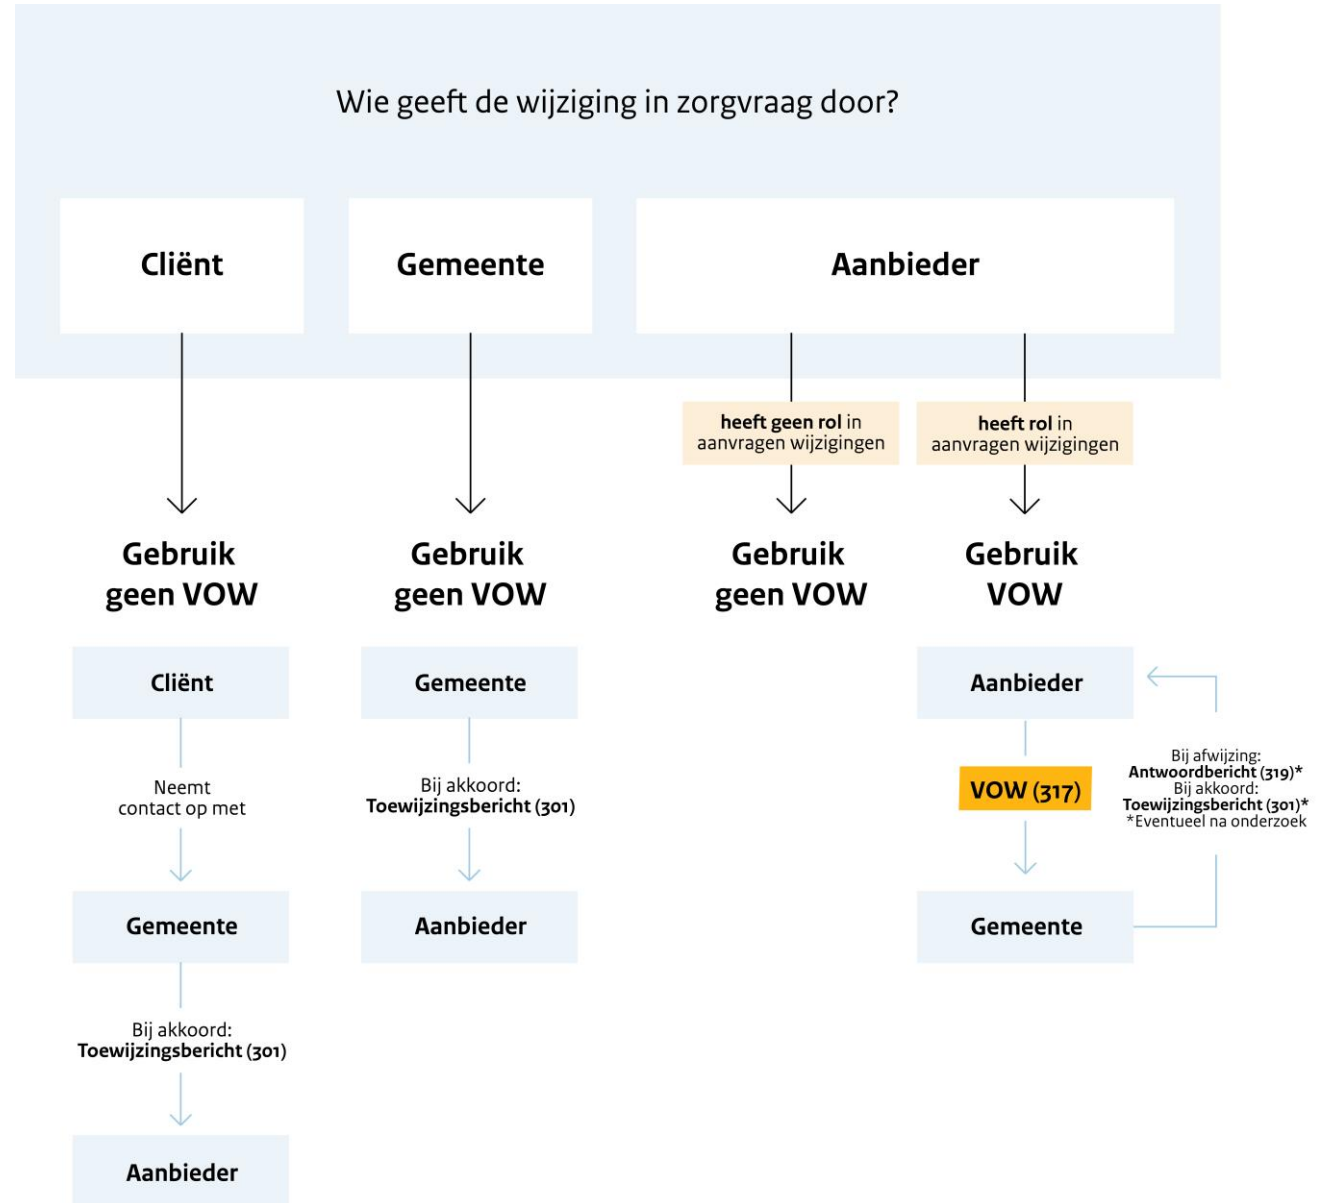 Wie geeft de wijziging in zorgvraag door?
Cliënt
Gemeente
Aanbieder
heeft geen rol in
aanvragen wijzigingen
heeft rol in
aanvragen wijzigingen
Gebruik
geen VOW
Gebruik
geen VOW
Gebruik
geen VOW
Gebruik
VOW
Cliënt
Neemt
contact op met
Gemeente
Bij akkoord:
Toewijzingsbericht (301)
Aanbieder
Gemeente
Bij akkoord:
Toewijzingsbericht (301)
Aanbieder
Aanbieder
VOW (317)
Gemeente
Bij afwijzing:
Antwoordbericht (319)*
Bij akkoord:
Toewijzingsbericht (301)*
*Eventueel na onderzoek